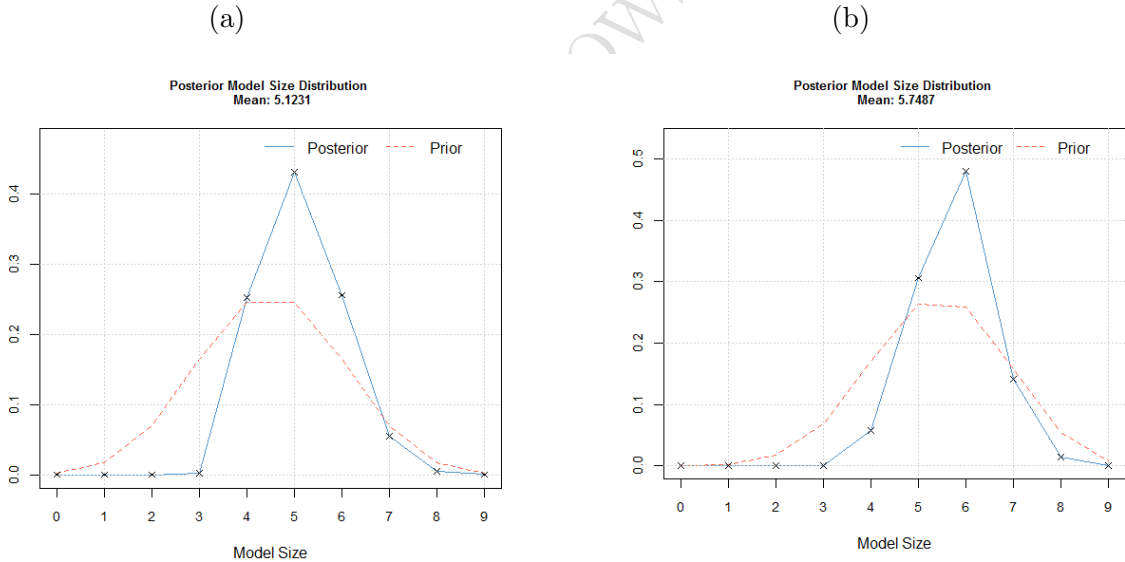 (a)
Posterior Model Size Distribution
Mean: 5.1231
Posterior Prior
0.4
0.3
0.2
0.1
0.0
0 1 2 3 4 5 6 7 8 9
Model Size
(b)
Posterior Model Size Distribution
Mean: 5.7487
Posterior Prior
0.5
0.4
0.3
0.2
0.1
0.0
0 1 2 3 4 5 6 7 8 9
Model Size